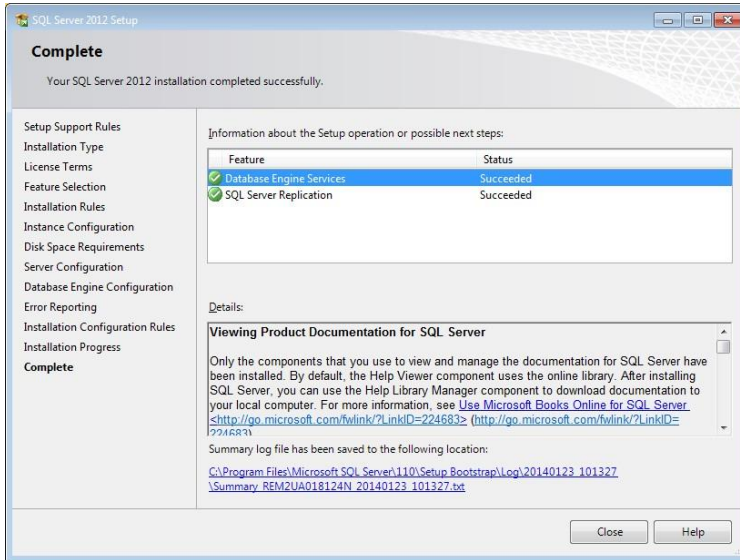 SQL Server 2012 Setup
Complete
Your SQL Server 2012 installation completed successfully.
Setup Support Rules
Installation Type
License Terms
Feature Selection
Installation Rules
Instance Configuration
Disk Space Requirements
Server Configuration
Database Engine Configuration
Error Reporting
Installation Configuration Rules
Installation Progress
Complete
Information about the Setup operation or possible next steps:
Feature Status
Database Engine Services Succeeded
SQL Server Replication Succeeded
Details:
Viewing Product Documentation for SQL Server
Only the components that you use to view and manage the documentation for SQL Server have
been installed. By default, the Help Viewer component uses the online library. After installing
SQL Server, you can use the Help Library Manager component to download documentation to
your local computer. For more information, see Use Microsoft Books Online for SQL Server
<http://go.microsoft.com/fwlink/?LinkID=224683> (http://go.microsoft.com/fwlink/?LinkID=
224683)
Summary log file has been saved to the following location:
C:\Program Files\Microsoft SQL Server\110\Setup Bootstrap\Log\20140123_101327
\Summary_REM2UA018124N_20140123_101327.txt
Close
Help